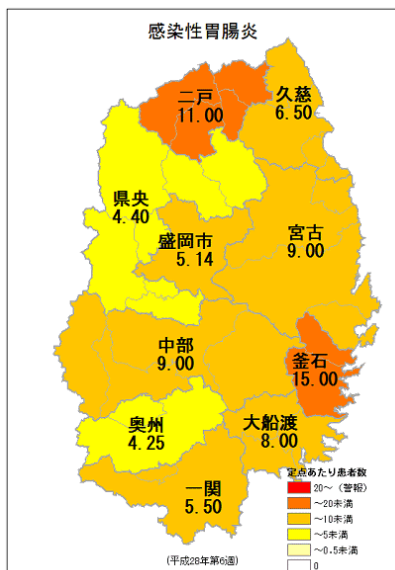 感染性胃腸炎
二戸
11.00
久慈
6.50
県央
4.40
盛岡市
5.14
宮古
9.00
中部
9.00
釜石
15.00
奥州
4.25
大船渡
8.00
一関
5.50
定点あたり患者数
20～（警報）
～20未満
～10未満
～5未満
～0.5未満
0
(平成28年第6週)